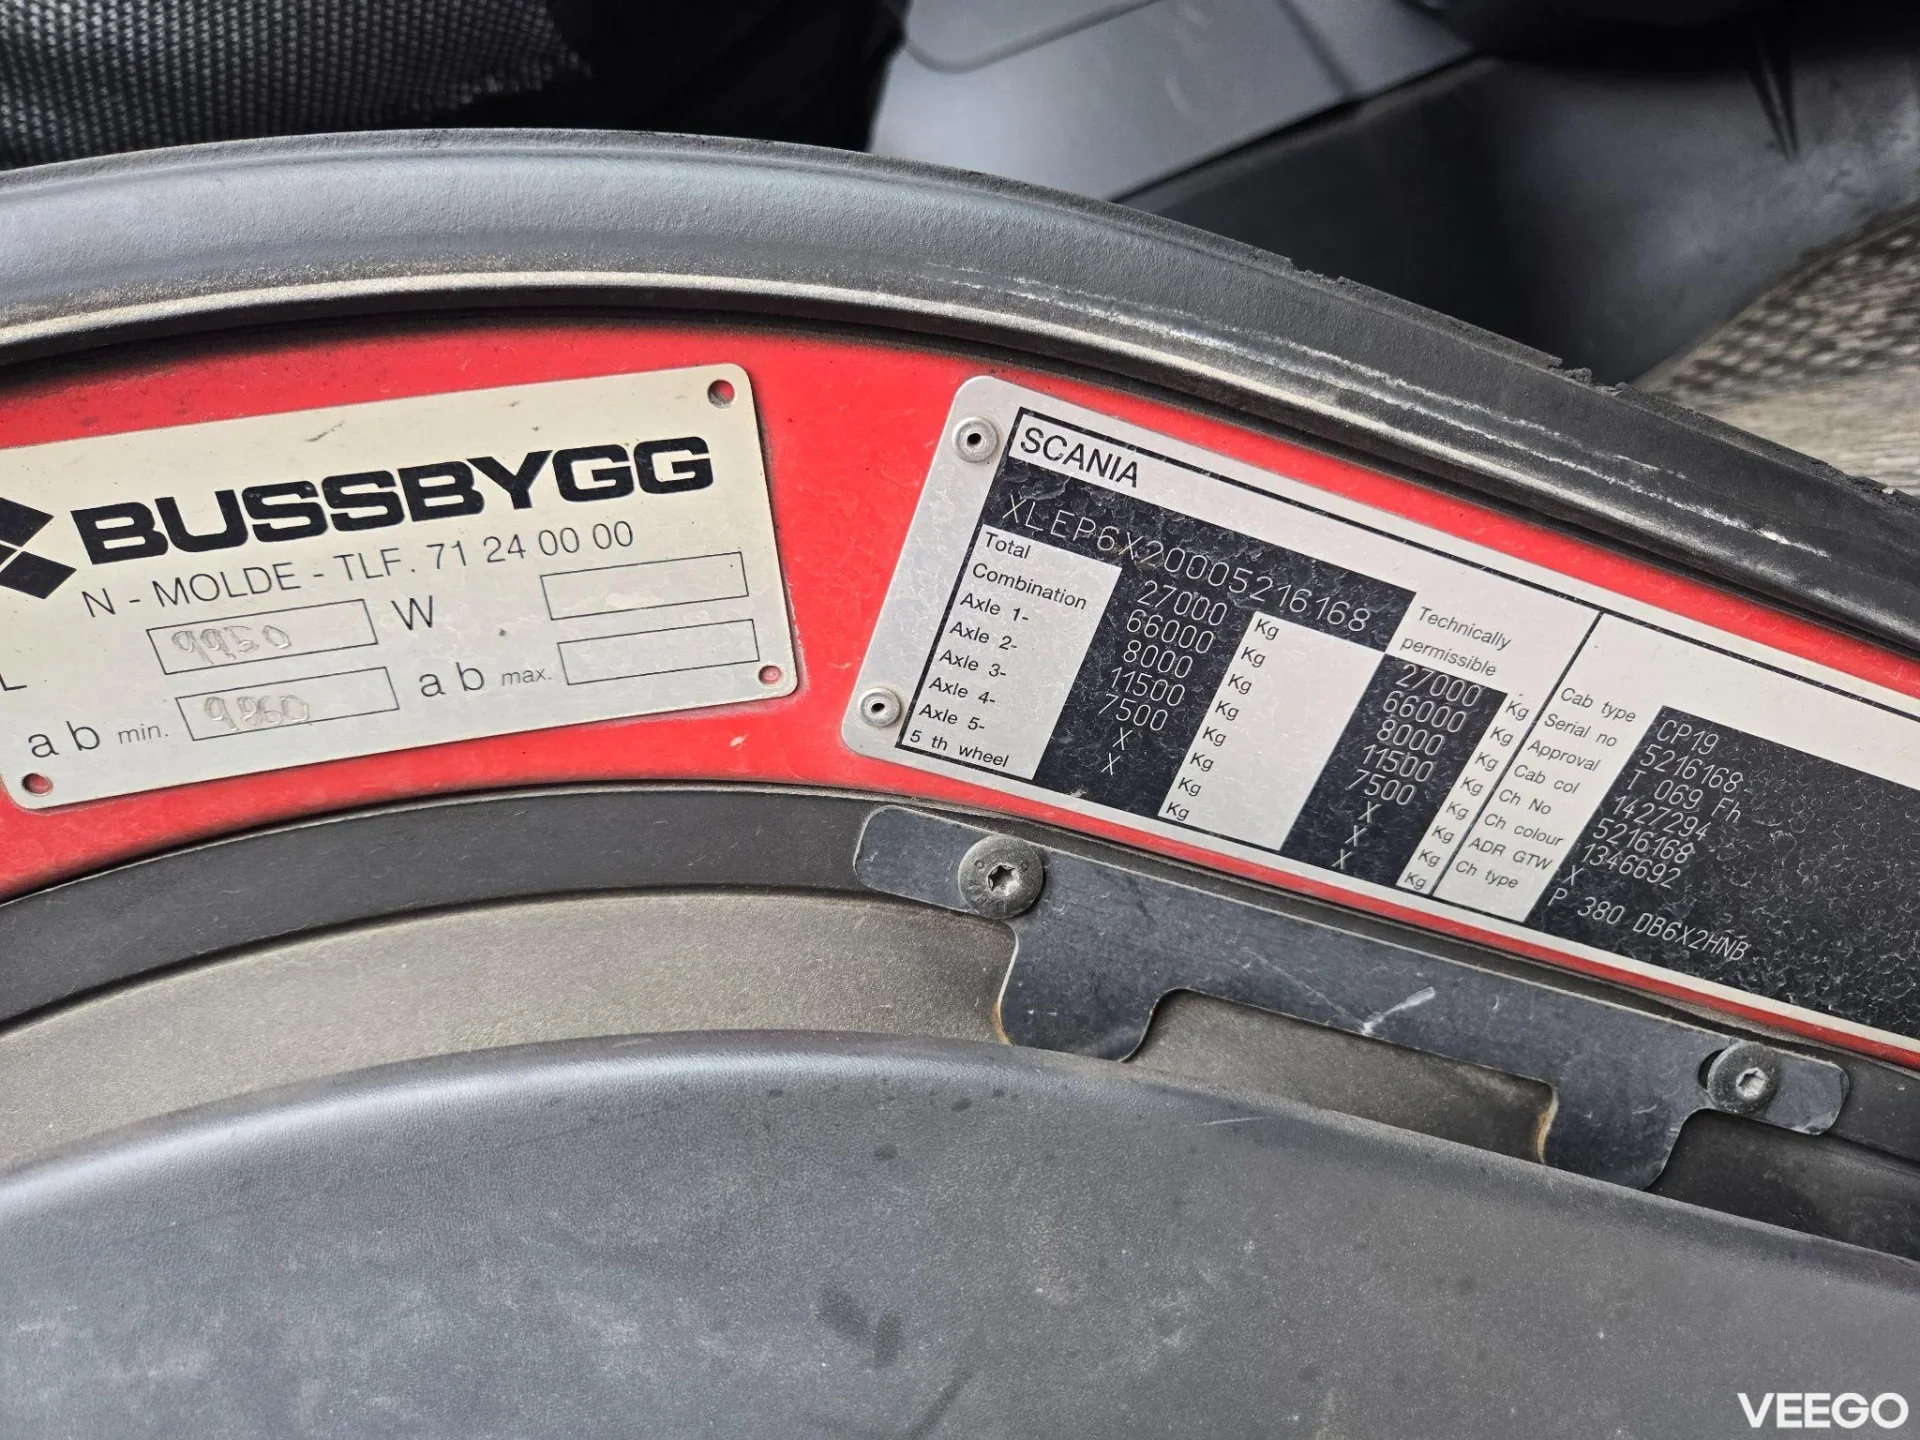 BUSSBYGG
N - MOLDE - TLF. 71 24 00 00
L 9950 W
ab min. 9860 ab max.
SCANIA
XLEP6X20005216168
Total 27000 Kg
Combination 66000 Kg
Axle 1- 8000 Kg
Axle 2- 11500 Kg
Axle 3- 7500 Kg
Axle 4- X Kg
Axle 5- X Kg
5 th wheel Kg
Technically
permissible
27000 Kg
66000 Kg
8000 Kg
11500 Kg
7500 Kg
X Kg
X Kg
X Kg
Cab type CP19
Serial no 5216168
Approval T 069 Fh
Cab col 1427294
Ch No 5216168
Ch colour 1346692
ADR GTW X
Ch type P 380 DB6X2HNB
VEEGO